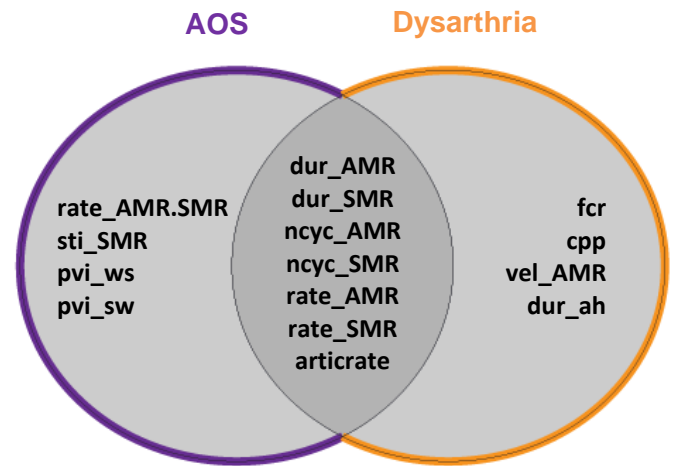 AOS
Dysarthria
rate_AMR.SMR
sti_SMR
pvi_ws
pvi_sw
dur_AMR
dur_SMR
ncyc_AMR
ncyc_SMR
rate_AMR
rate_SMR
articrate
fcr
cpp
vel_AMR
dur_ah